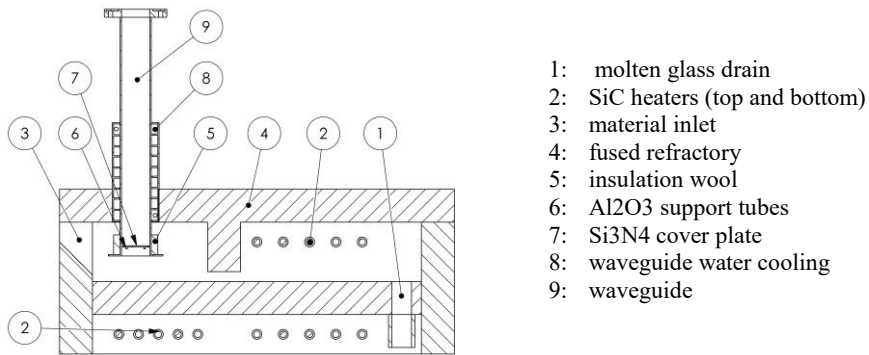 9
7
8
6
3
5
4
2
1
2
1: molten glass drain
2: SiC heaters (top and bottom)
3: material inlet
4: fused refractory
5: insulation wool
6: Al2O3 support tubes
7: Si3N4 cover plate
8: waveguide water cooling
9: waveguide